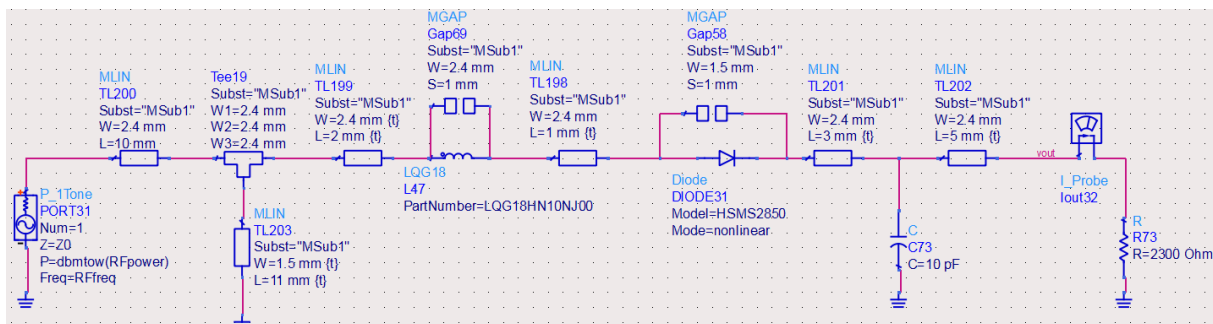 MGAP
Gap69
Subst="MSub1"
W=2.4 mm
S=1 mm
MGAP
Gap58
Subst="MSub1"
W=1.5 mm
S=1 mm
MLIN
TL200
Subst="MSub1"
W=2.4 mm
L=10 mm
Tee19
Subst="MSub1"
W1=2.4 mm
W2=2.4 mm
W3=2.4 mm
MLIN
TL199
Subst="MSub1"
W=2.4 mm {t}
L=2 mm {t}
MLIN
TL198
Subst="MSub1"
W=2.4 mm
L=1 mm {t}
MLIN
TL201
Subst="MSub1"
W=2.4 mm
L=3 mm {t}
MLIN
TL202
Subst="MSub1"
W=2.4 mm
L=5 mm {t}
LQG18
L47
PartNumber=LQG18HN10NJ00
Diode
DIODE31
Model=HSMS2850
Mode=nonlinear
vout
I_Probe
Iout32
P_1Tone
PORT31
Num=1
Z=Z0
P=dbmtow(RFpower)
Freq=RFfreq
MLIN
TL203
Subst="MSub1"
W=1.5 mm {t}
L=11 mm {t}
C
C73
C=10 pF
R
R73
R=2300 Ohm